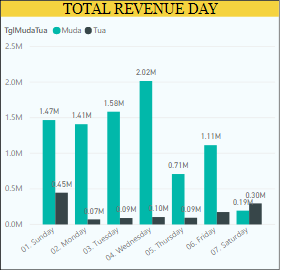 TOTAL REVENUE DAY
TglMudaTua Muda Tua
2.5M
2.0M
1.5M
1.0M
0.5M
0.0M
1.47M
0.45M
1.41M
0.07M
1.58M
0.09M
2.02M
0.10M
0.71M
0.09M
1.11M
0.19M
0.30M
01. Sunday
02. Monday
03. Tuesday
04. Wednesday
05. Thursday
06. Friday
07. Saturday